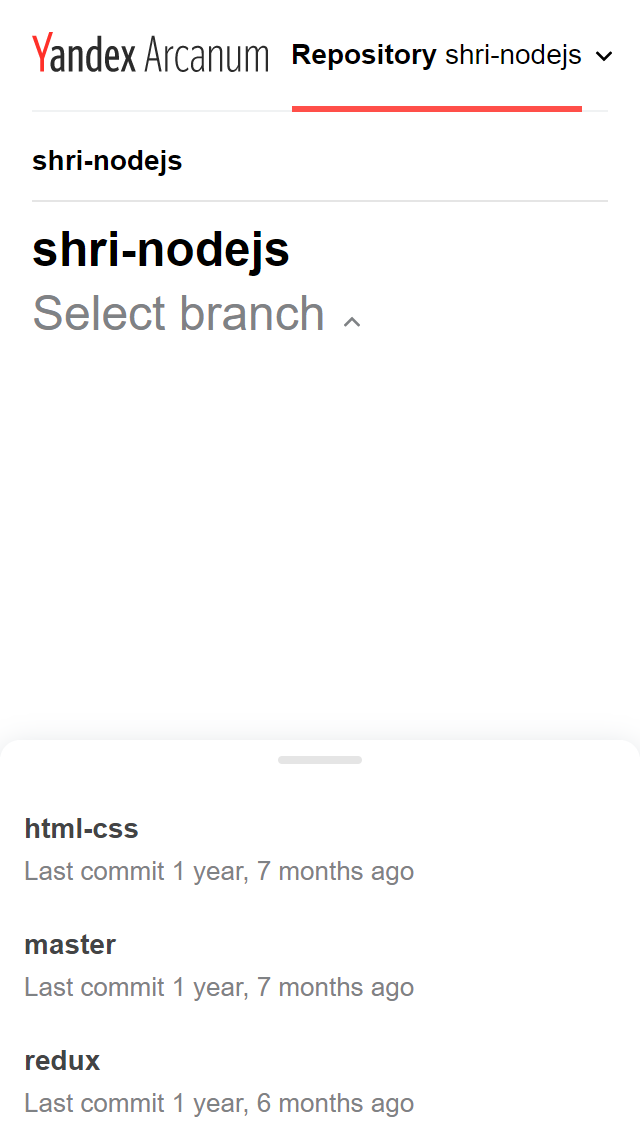 Yandex Arcanum Repository shri-nodejs
shri-nodejs
shri-nodejs
Select branch
html-css
Last commit 1 year, 7 months ago
master
Last commit 1 year, 7 months ago
redux
Last commit 1 year, 6 months ago